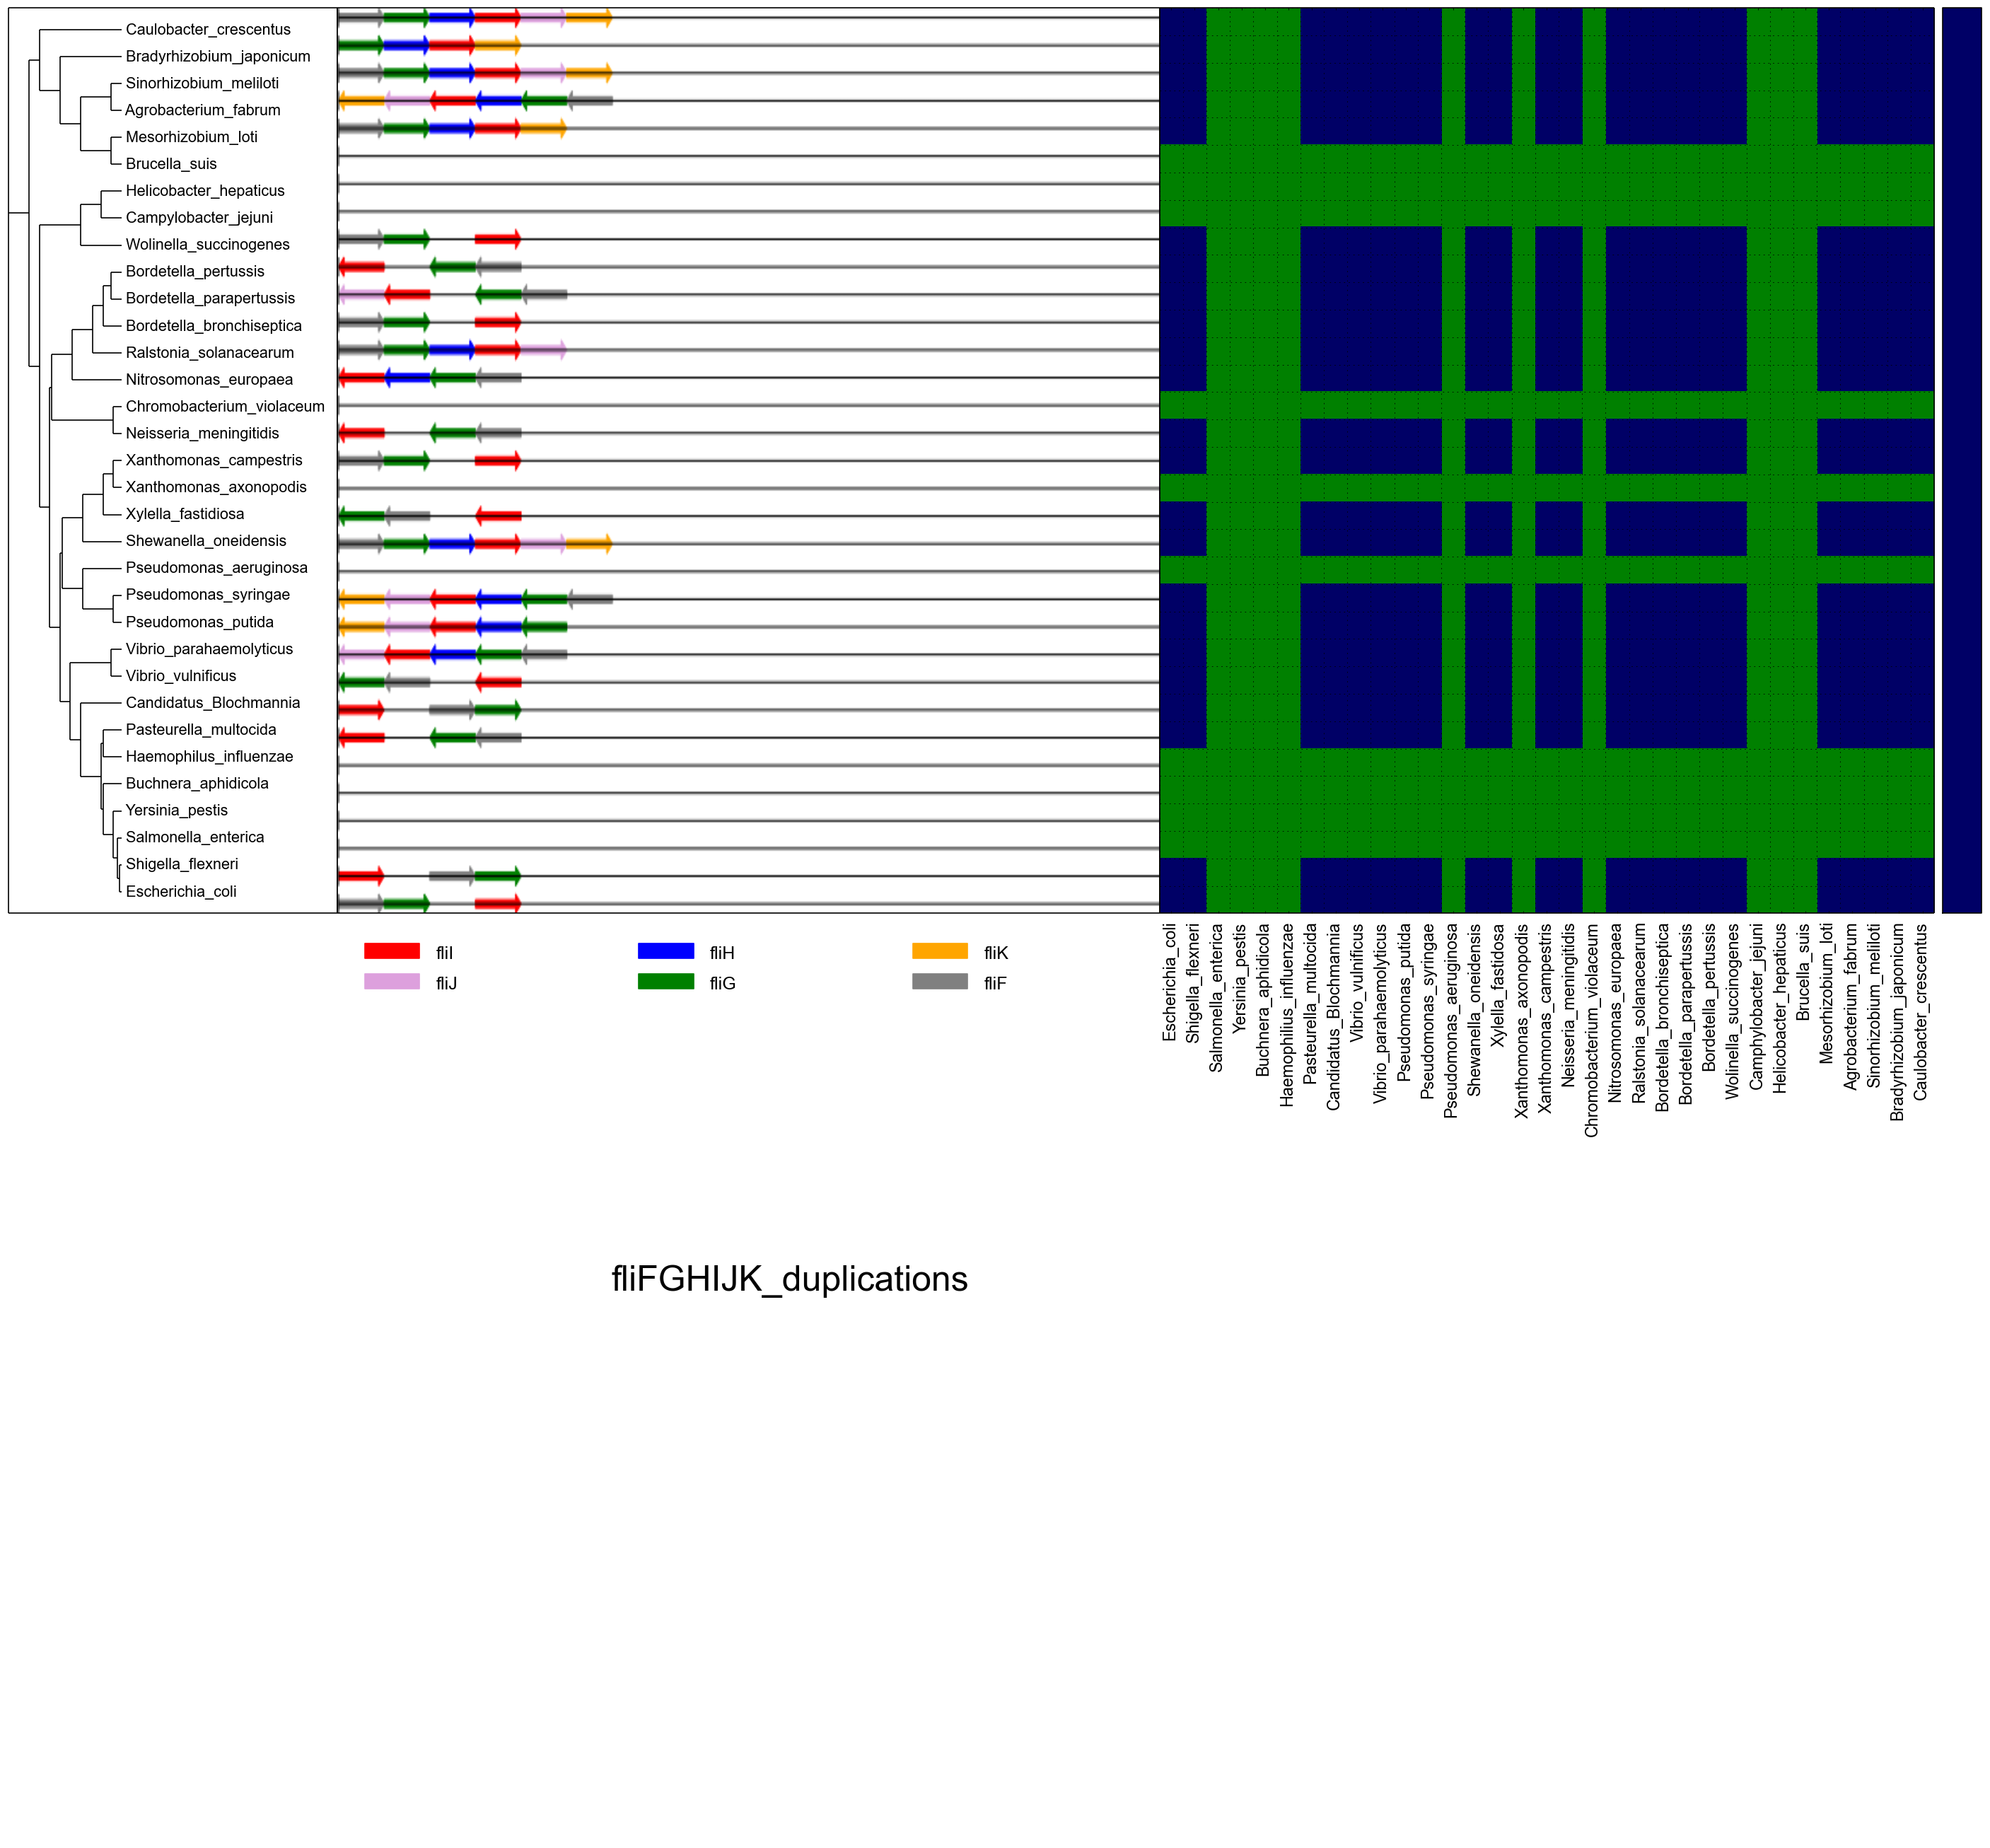 Caulobacter_crescentus
Bradyrhizobium_japonicum
Sinorhizobium_meliloti
Agrobacterium_fabrum
Mesorhizobium_loti
Brucella_suis
Helicobacter_hepaticus
Campylobacter_jejuni
Wolinella_succinogenes
Bordetella_pertussis
Bordetella_parapertussis
Bordetella_bronchiseptica
Ralstonia_solanacearum
Nitrosomonas_europaea
Chromobacterium_violaceum
Neisseria_meningitidis
Xanthomonas_campestris
Xanthomonas_axonopodis
Xylella_fastidiosa
Shewanella_oneidensis
Pseudomonas_aeruginosa
Pseudomonas_syringae
Pseudomonas_putida
Vibrio_parahaemolyticus
Vibrio_vulnificus
Candidatus_Blochmannia
Pasteurella_multocida
Haemophilus_influenzae
Buchnera_aphidicola
Yersinia_pestis
Salmonella_enterica
Shigella_flexneri
Escherichia_coli
fliI
fliH
fliK
fliJ
fliG
fliF
Escherichia_coli
Shigella_flexneri
Salmonella_enterica
Yersinia_pestis
Buchnera_aphidicola
Haemophilus_influenzae
Pasteurella_multocida
Candidatus_Blochmannia
Vibrio_vulnificus
Vibrio_parahaemolyticus
Pseudomonas_putida
Pseudomonas_syringae
Pseudomonas_aeruginosa
Shewanella_oneidensis
Xylella_fastidiosa
Xanthomonas_axonopodis
Xanthomonas_campestris
Neisseria_meningitidis
Chromobacterium_violaceum
Nitrosomonas_europaea
Ralstonia_solanacearum
Bordetella_bronchiseptica
Bordetella_parapertussis
Bordetella_pertussis
Wolinella_succinogenes
Camphylobacter_jejuni
Helicobacter_hepaticus
Brucella_suis
Mesorhizobium_loti
Agrobacterium_fabrum
Sinorhizobium_meliloti
Bradyrhizobium_japonicum
Caulobacter_crescentus
fliFGHIJK_duplications